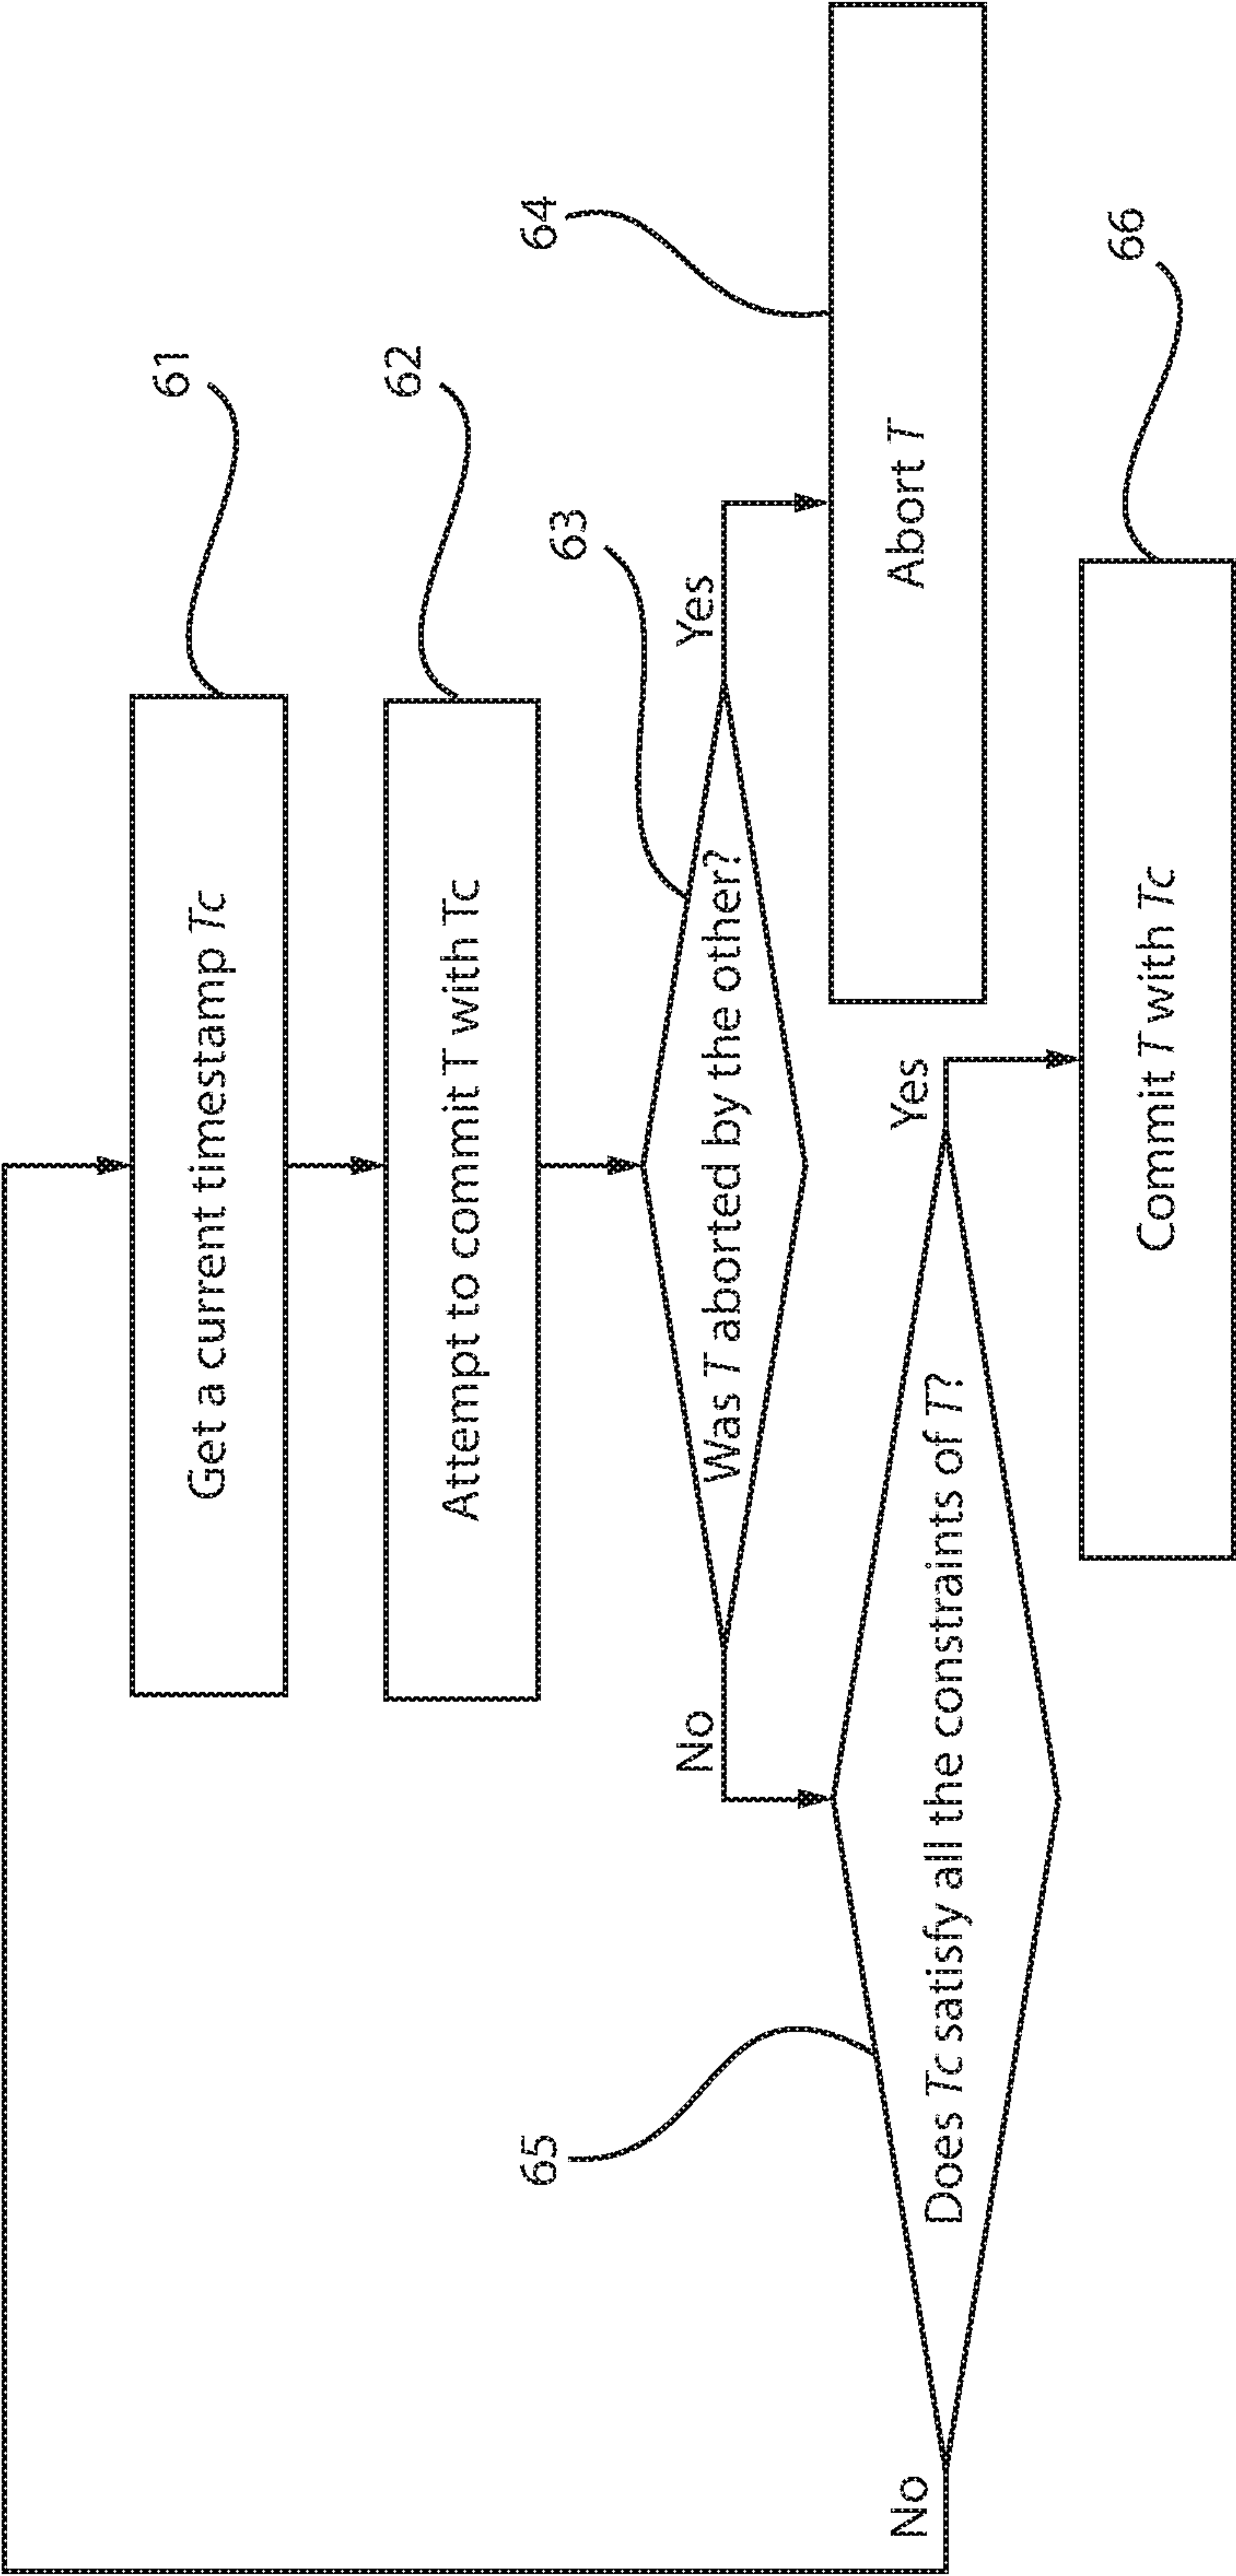 61
Get a current timestamp Tc
62
Attempt to commit T with Tc
63
Was T aborted by the other?
Yes
No
64
Abort T
65
Does Tc satisfy all the constraints of T?
Yes
No
66
Commit T with Tc